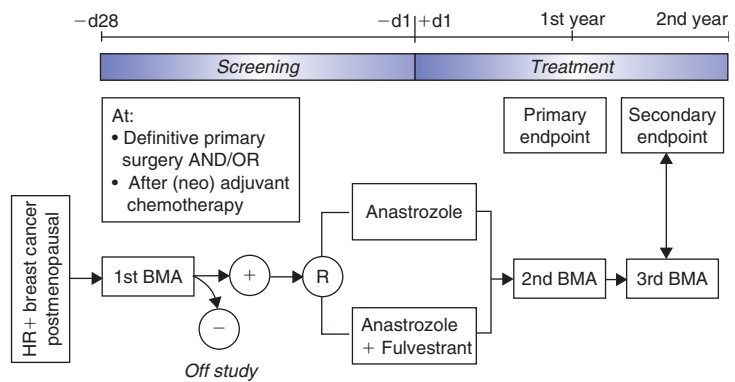 −d28
−d1
+d1
1st year
2nd year
Screening
Treatment
At:
• Definitive primary
surgery AND/OR
• After (neo) adjuvant
chemotherapy
Primary
endpoint
Secondary
endpoint
HR+ breast cancer
postmenopausal
1st BMA
+
−
Off study
R
Anastrozole
Anastrozole
+ Fulvestrant
2nd BMA
3rd BMA